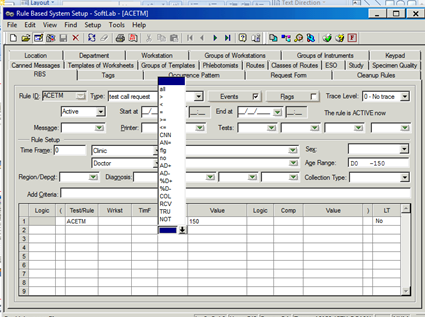 Layout
Test Direction
Rule Based System Setup - SoftLab - [ACETM]
File View Find Setup Tools Help
Location Department Workstation Groups of Workstations Groups of Instruments Keypad
Canned Messages Templates of Worksheets Groups of Templates Phlebotomists Routes Classes of Routes ESO Study Specimen Quality
RBS Tags Occurrence Pattern Request Form Cleanup Rules
Rule ID: ACETM Type: test call request Events Flags Trace Level: 0 - No trace
Active Start at End at The rule is ACTIVE now
Message: Printer: Tests:
Rule Setup
Time Frame: 0 Clinic Sex:
Doctor Age Range: D0 -150
Region/Depot: Diagnosis: Collection Type:
Add Criteria:
Logic ( Test/Rule Wrkst TimF Value Logic Comp Value ) LT
1 ACETM 150 No
2
3
4
5
6
7
8
9
all
>
<
=
>=
<=
CNN
AN+
flg
no
AD+
AD-
%D+
%D-
COL
RCV
TRU
NOT